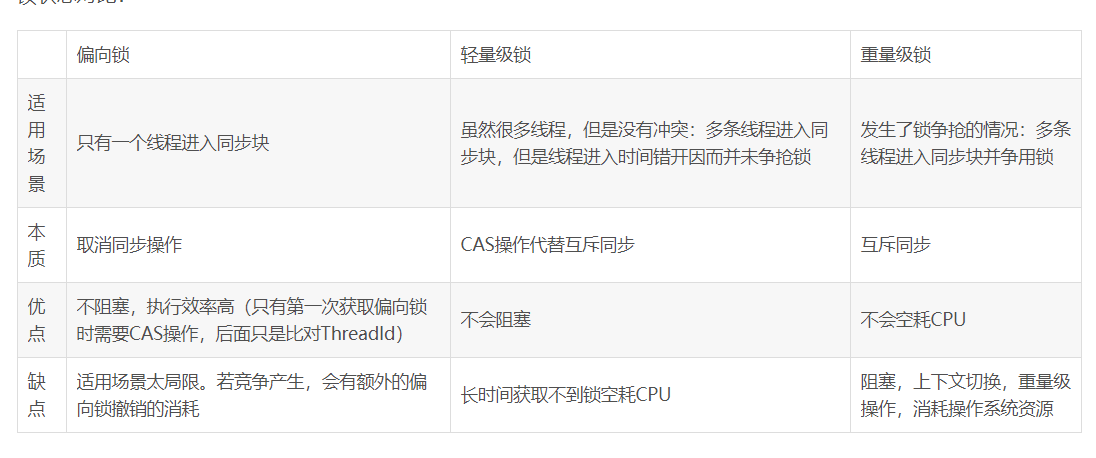 偏向锁
轻量级锁
重量级锁
适
用
场
景
只有一个线程进入同步块
虽然很多线程，但是没有冲突：多条线程进入同
步块，但是线程进入时间错开因而并未争抢锁
发生了锁争抢的情况：多条
线程进入同步块并争用锁
本
质
取消同步操作
CAS操作代替互斥同步
互斥同步
优
点
不阻塞，执行效率高（只有第一次获取偏向锁
时需要CAS操作，后面只是比对ThreadId）
不会阻塞
不会空耗CPU
缺
点
适用场景太局限。若竞争产生，会有额外的偏
向锁撤销的消耗
长时间获取不到锁空耗CPU
阻塞，上下文切换，重量级
操作，消耗操作系统资源